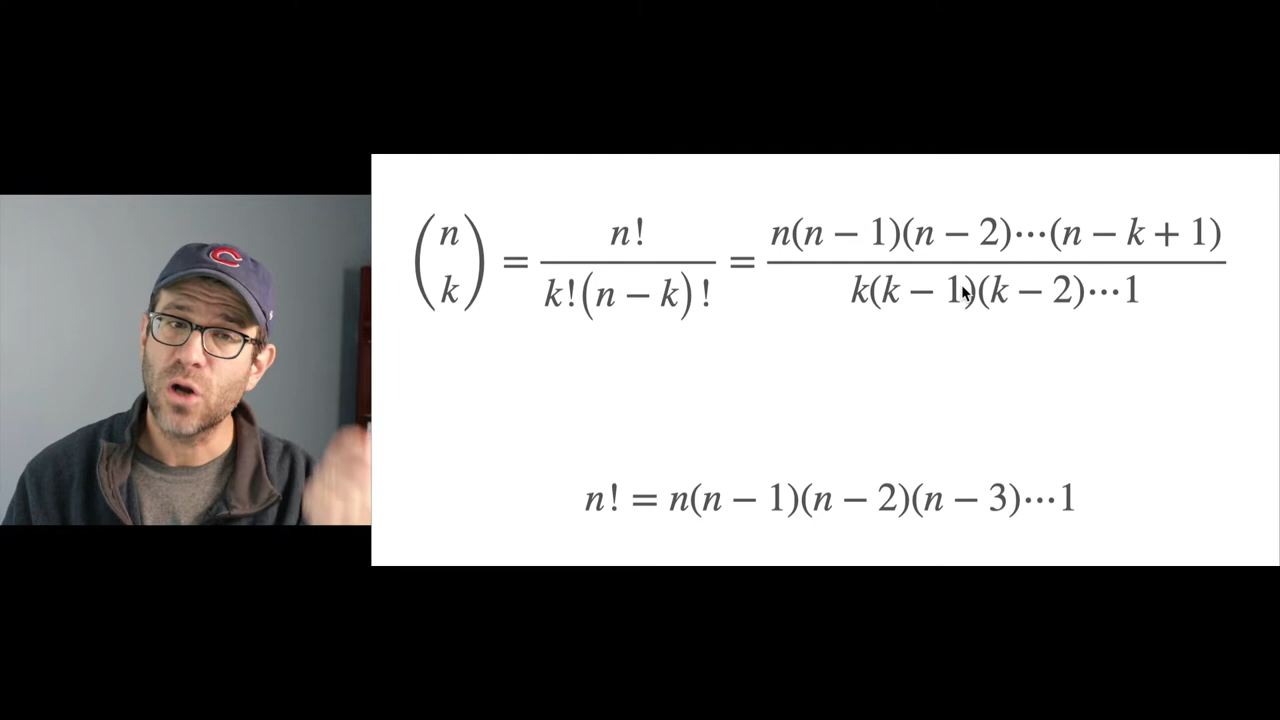 C
(n k) = n! / k!(n − k)! = n(n − 1)(n − 2)⋯(n − k + 1) / k(k − 1)(k − 2)⋯1
n! = n(n − 1)(n − 2)(n − 3)⋯1